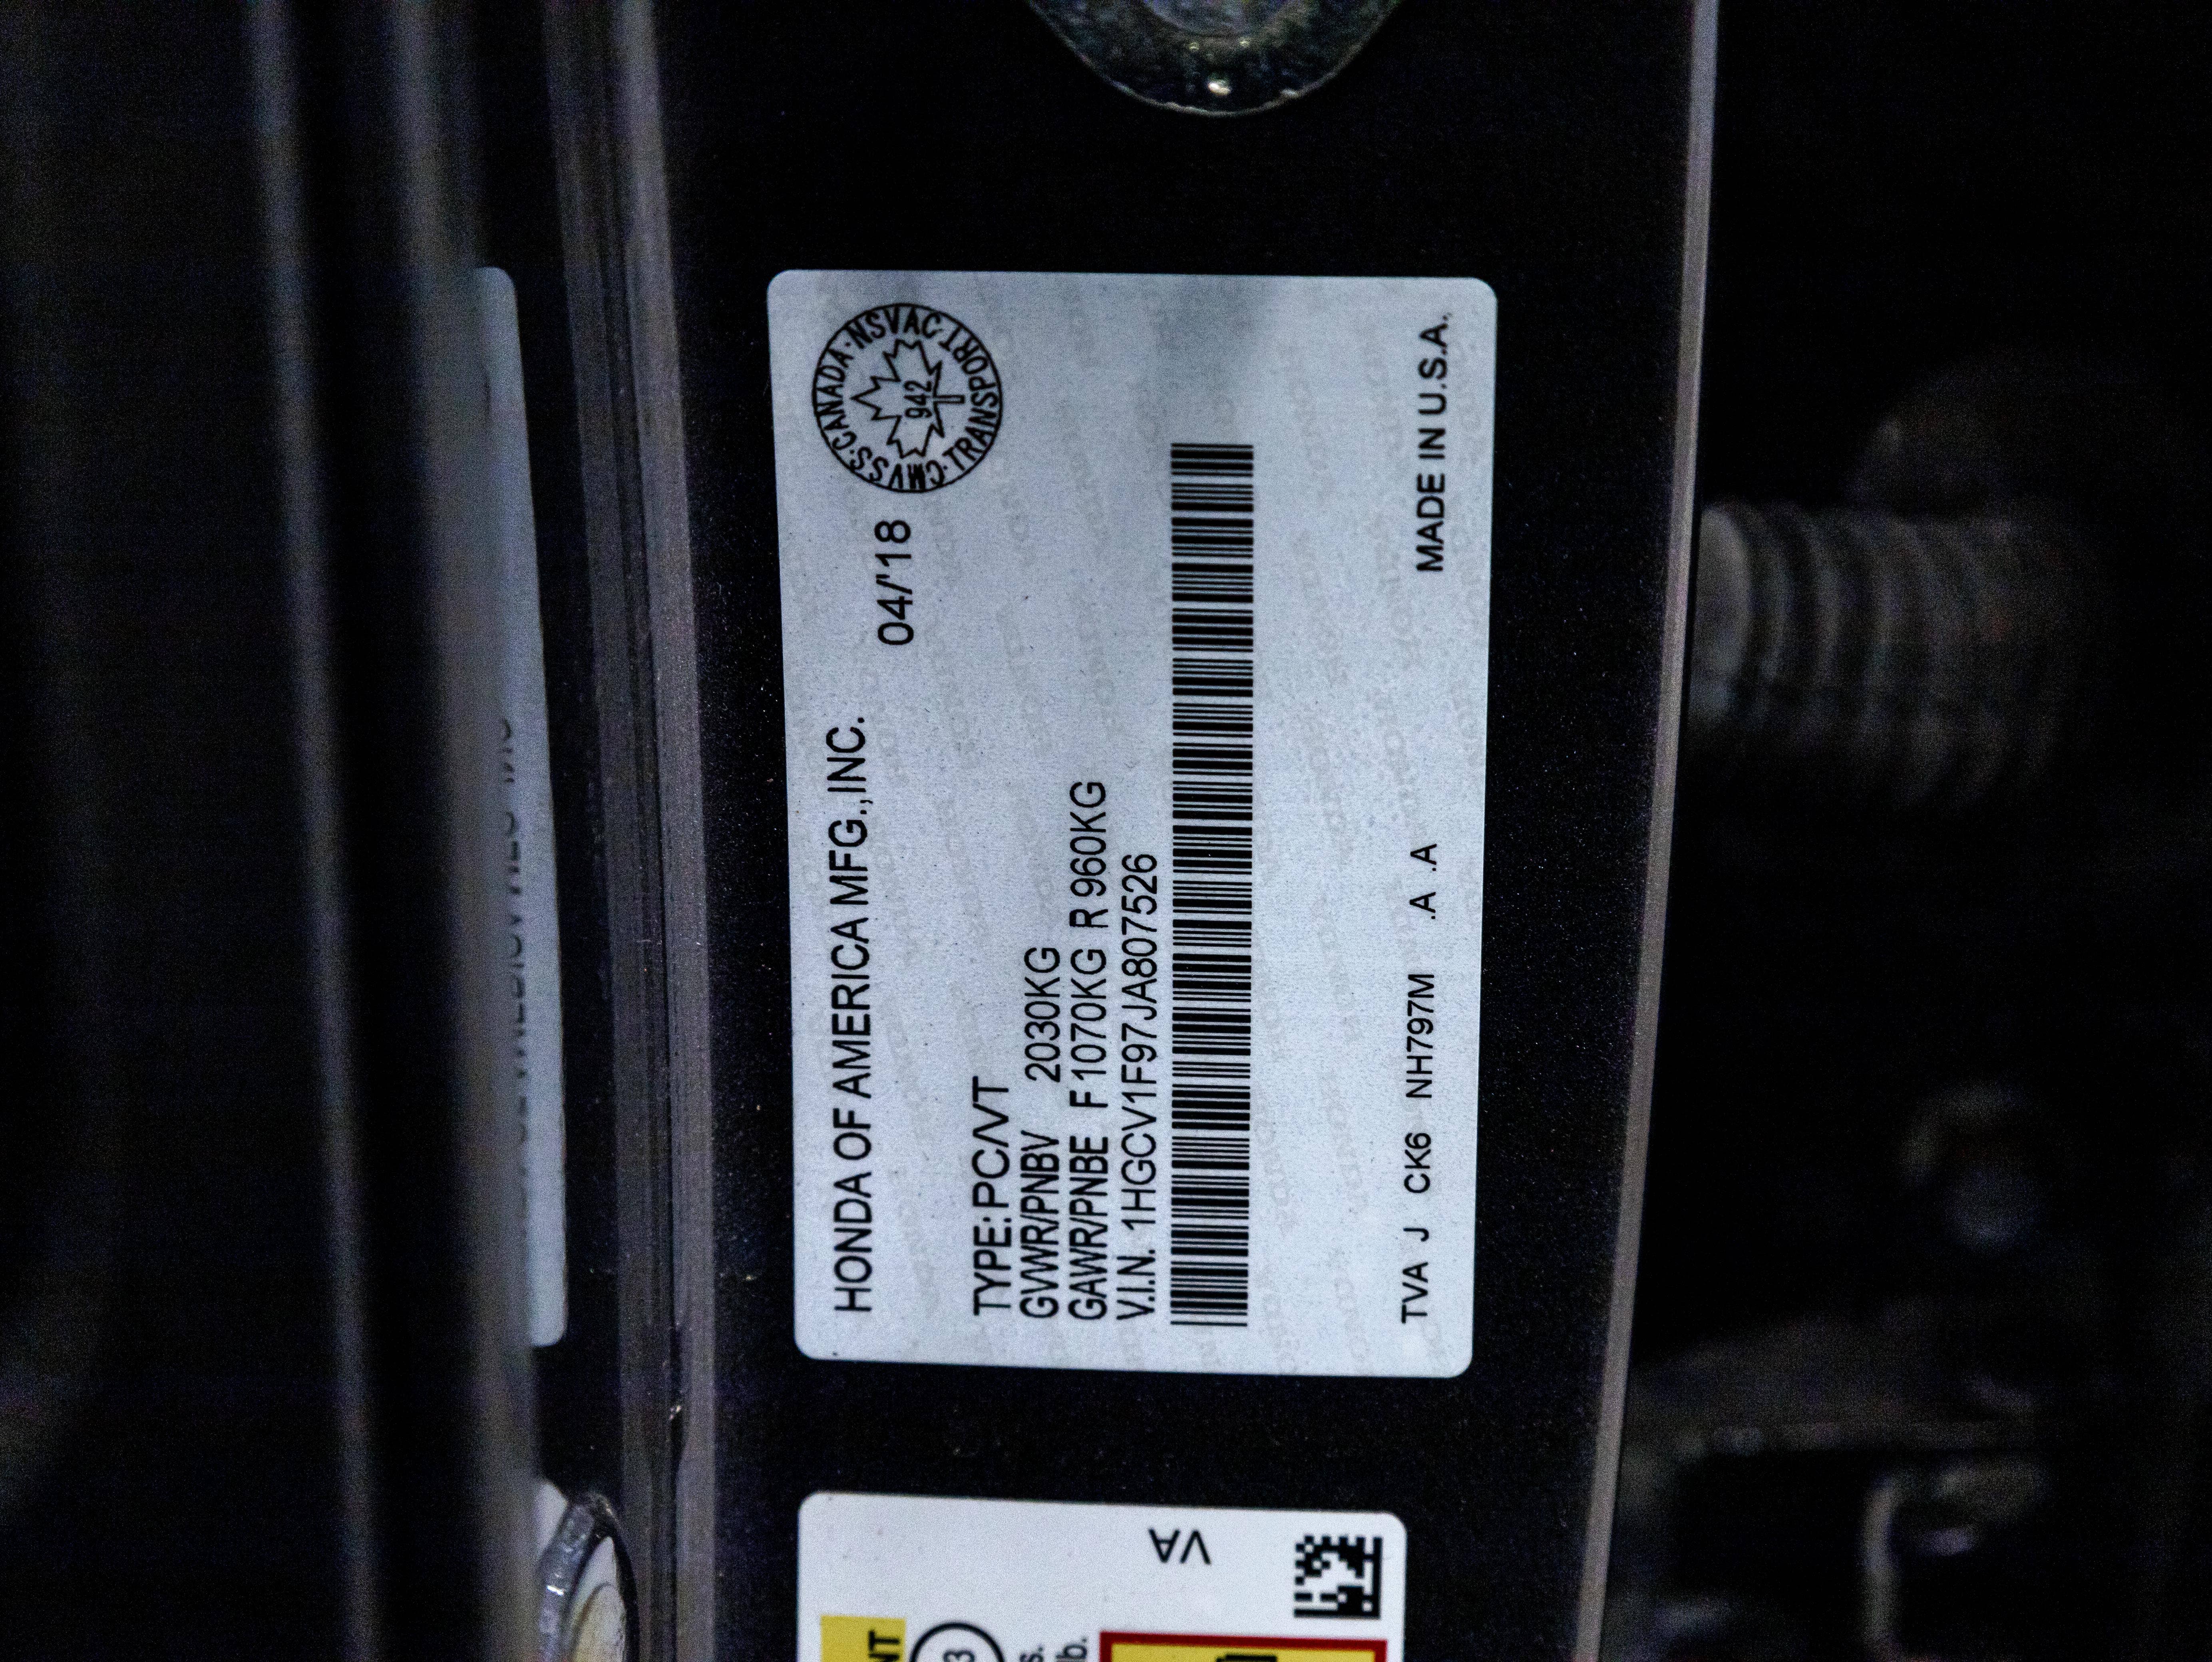 HONDA OF AMERICA MFG.,INC.
04/'18
CANADA · NSVAC · TRANSPORT · CMVSS ·
942
TYPE: PC/VT
GVWR/PNBV 2030KG
GAWR/PNBE F 1070KG R 960KG
V.I.N. 1HGCV1F97JA807526
TVA J CK6 NH797M .A .A MADE IN U.S.A.
VA